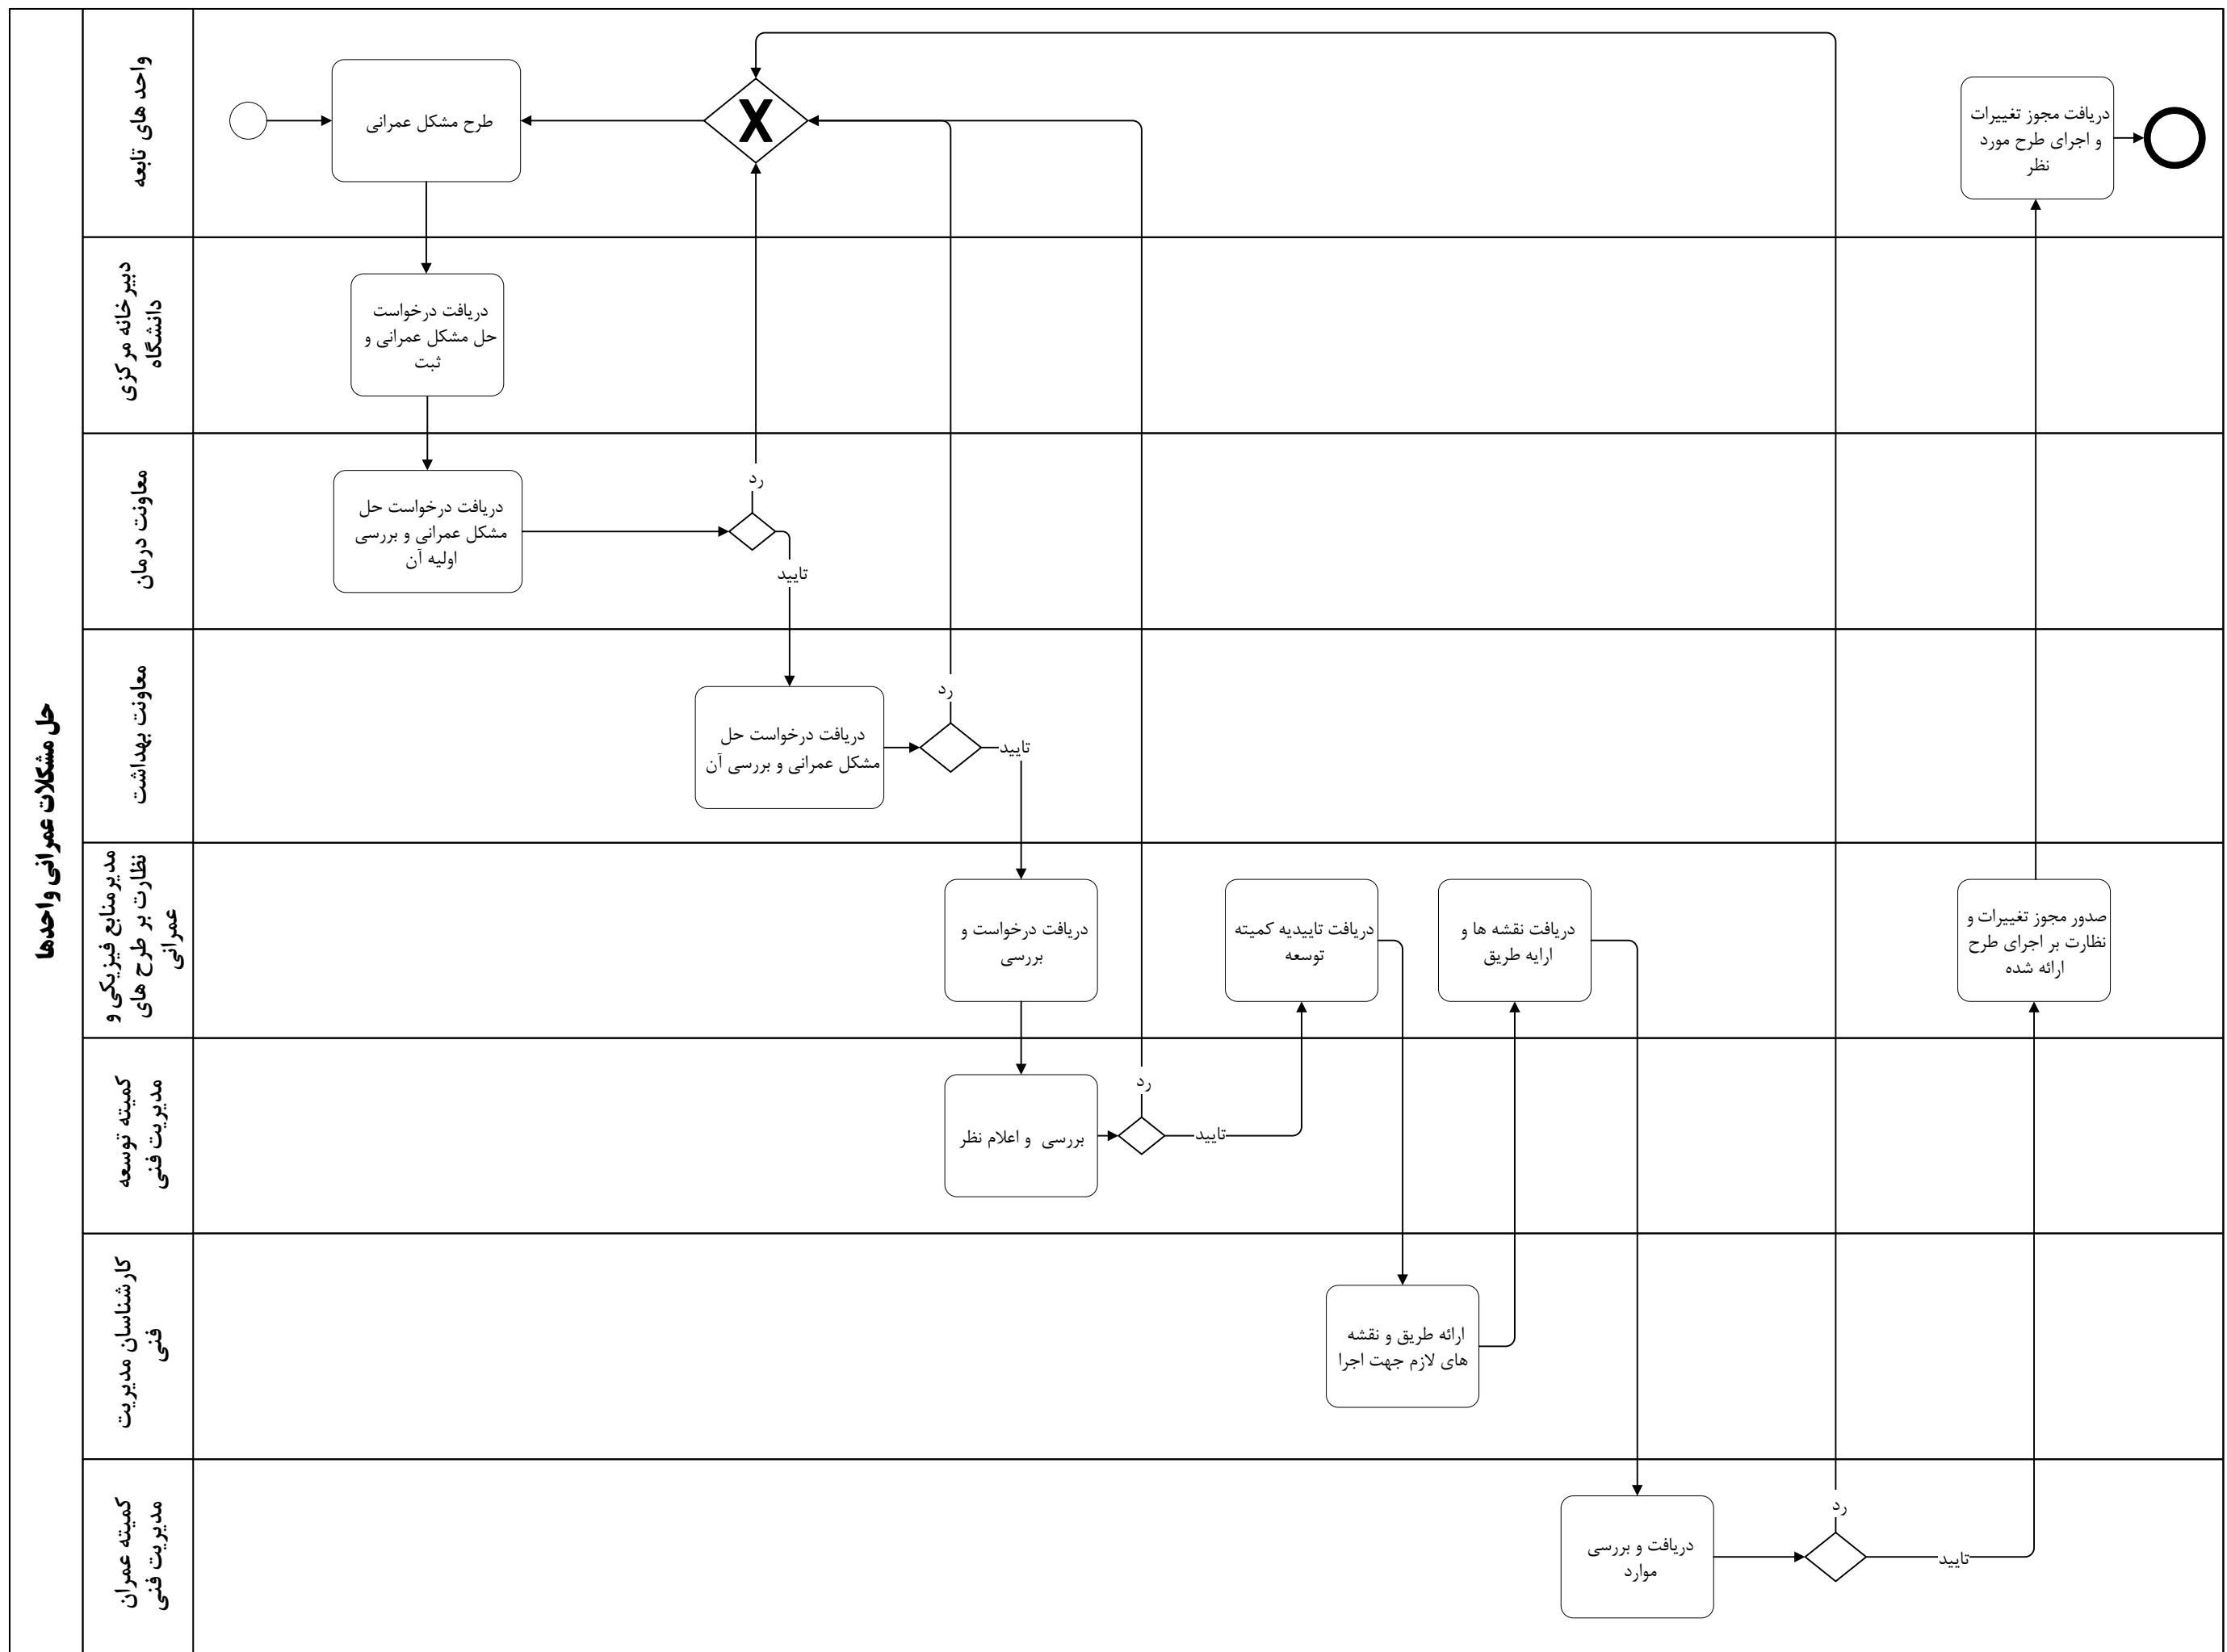 حل مشکلات عمرانی واحدها
واحد های تابعه
طرح مشکل عمرانی
X
دریافت مجوز تغییرات
و اجرای طرح مورد
نظر
دبیرخانه مرکزی
دانشگاه
دریافت درخواست
حل مشکل عمرانی و
ثبت
معاونت درمان
دریافت درخواست حل
مشکل عمرانی و بررسی
اولیه آن
رد
تایید
معاونت بهداشت
دریافت درخواست حل
مشکل عمرانی و بررسی آن
رد
تایید
مدیرمنابع فیزیکی و
نظارت بر طرح های
عمرانی
دریافت درخواست و
بررسی
دریافت تاییدیه کمیته
توسعه
دریافت نقشه ها و
ارایه طریق
صدور مجوز تغییرات و
نظارت بر اجرای طرح
ارائه شده
کمیته توسعه
مدیریت فنی
بررسی و اعلام نظر
رد
تایید
کارشناسان مدیریت
فنی
ارائه طریق و نقشه
های لازم جهت اجرا
کمیته عمران
مدیریت فنی
دریافت و بررسی
موارد
رد
تایید